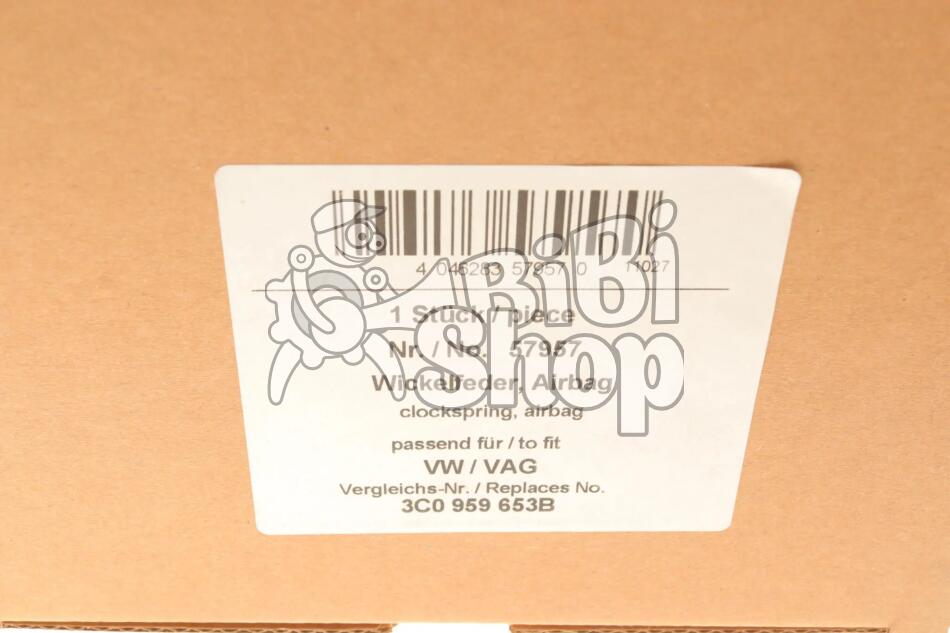 4 046283 57957 0
11027
1 Stück / piece
Nr. / No. 57957
Wickelfeder, Airbag
clockspring, airbag
passend für / to fit
VW / VAG
Vergleichs-Nr. / Replaces No.
3C0 959 653B
BiBi
Shop